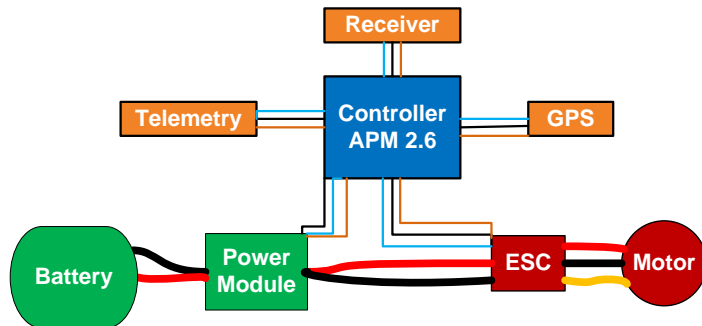 Receiver
Telemetry
Controller
APM 2.6
GPS
Battery
Power
Module
ESC
Motor